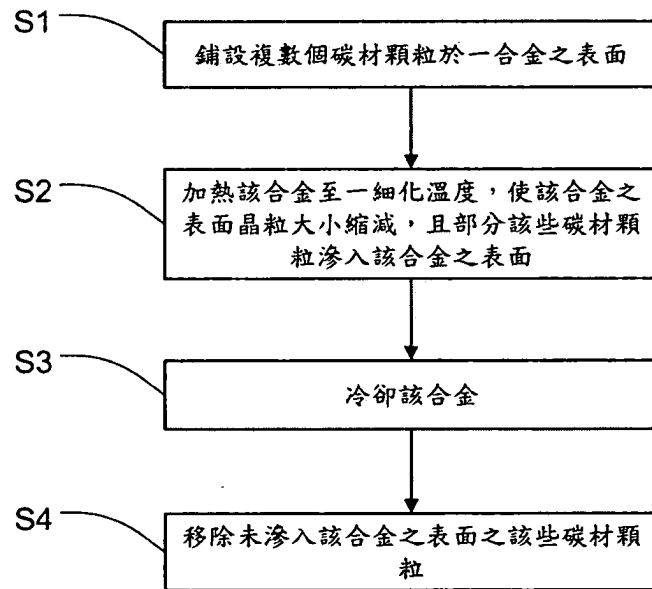 S1
鋪設複數個碳材顆粒於一合金之表面
S2
加熱該合金至一細化溫度，使該合金之
表面晶粒大小縮減，且部分該些碳材顆
粒滲入該合金之表面
S3
冷卻該合金
S4
移除未滲入該合金之表面之該些碳材顆
粒